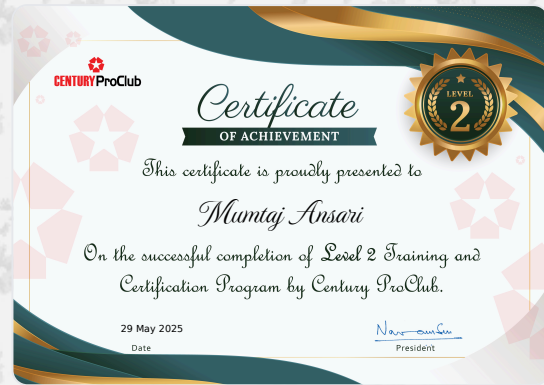 CENTURY ProClub
LEVEL
2
Certificate
OF ACHIEVEMENT
This certificate is proudly presented to
Mumtaj Ansari
On the successful completion of Level 2 Training and
Certification Program by Century ProClub.
29 May 2025
Date
President